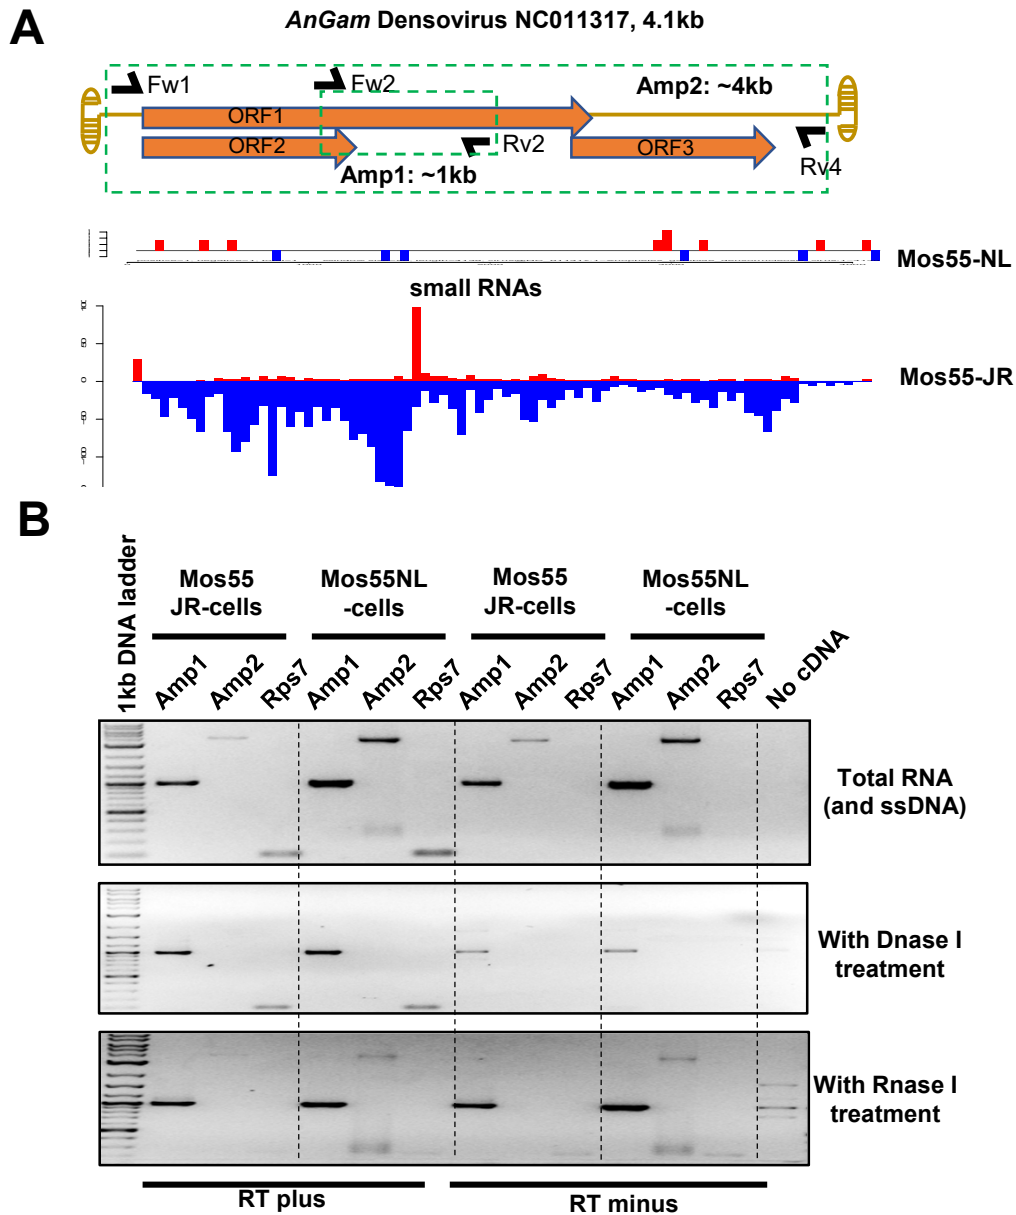 A
AnGam Densovirus NC011317, 4.1kb
Fw1
Fw2
Amp2: ~4kb
ORF1
ORF2
Rv2
ORF3
Amp1: ~1kb
Rv4
Mos55-NL
small RNAs
Mos55-JR
B
1kb DNA ladder
Mos55
JR-cells
Mos55NL
-cells
Mos55
JR-cells
Mos55NL
-cells
Amp1
Amp2
Rps7
Amp1
Amp2
Rps7
Amp1
Amp2
Rps7
Amp1
Amp2
Rps7
No cDNA
Total RNA
(and ssDNA)
With Dnase I
treatment
With Rnase I
treatment
RT plus
RT minus